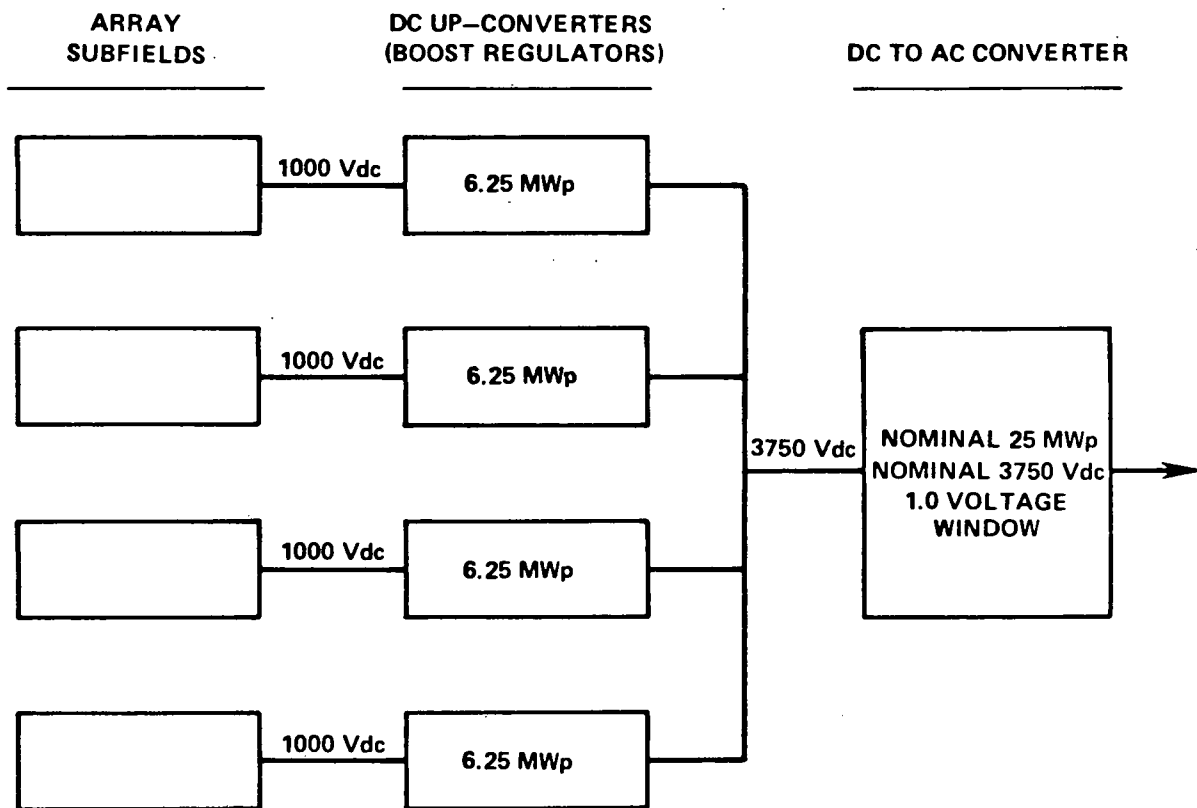 ARRAY
SUBFIELDS
DC UP–CONVERTERS
(BOOST REGULATORS)
DC TO AC CONVERTER
1000 Vdc
6.25 MWp
1000 Vdc
6.25 MWp
3750 Vdc
NOMINAL 25 MWp
NOMINAL 3750 Vdc
1.0 VOLTAGE
WINDOW
1000 Vdc
6.25 MWp
1000 Vdc
6.25 MWp